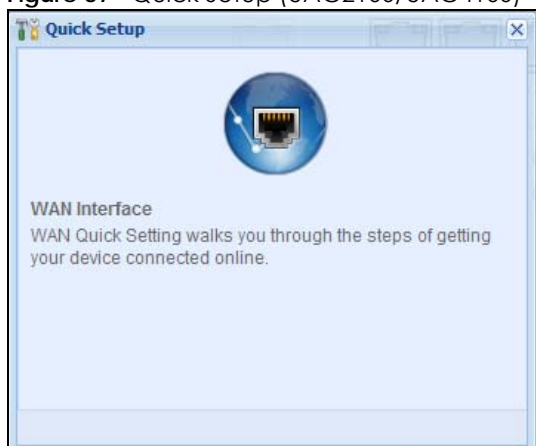 Quick Setup
WAN Interface
WAN Quick Setting walks you through the steps of getting
your device connected online.